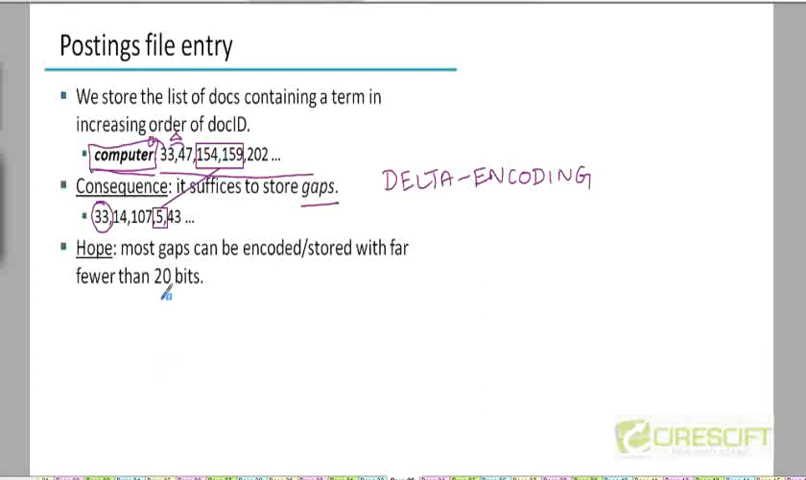 Postings file entry
▪ We store the list of docs containing a term in
increasing order of docID.
▪ computer 33,47,154,159,202 ...
▪ Consequence: it suffices to store gaps.
DELTA-ENCODING
▪ 33,14,107,5,43 ...
▪ Hope: most gaps can be encoded/stored with far
fewer than 20 bits.